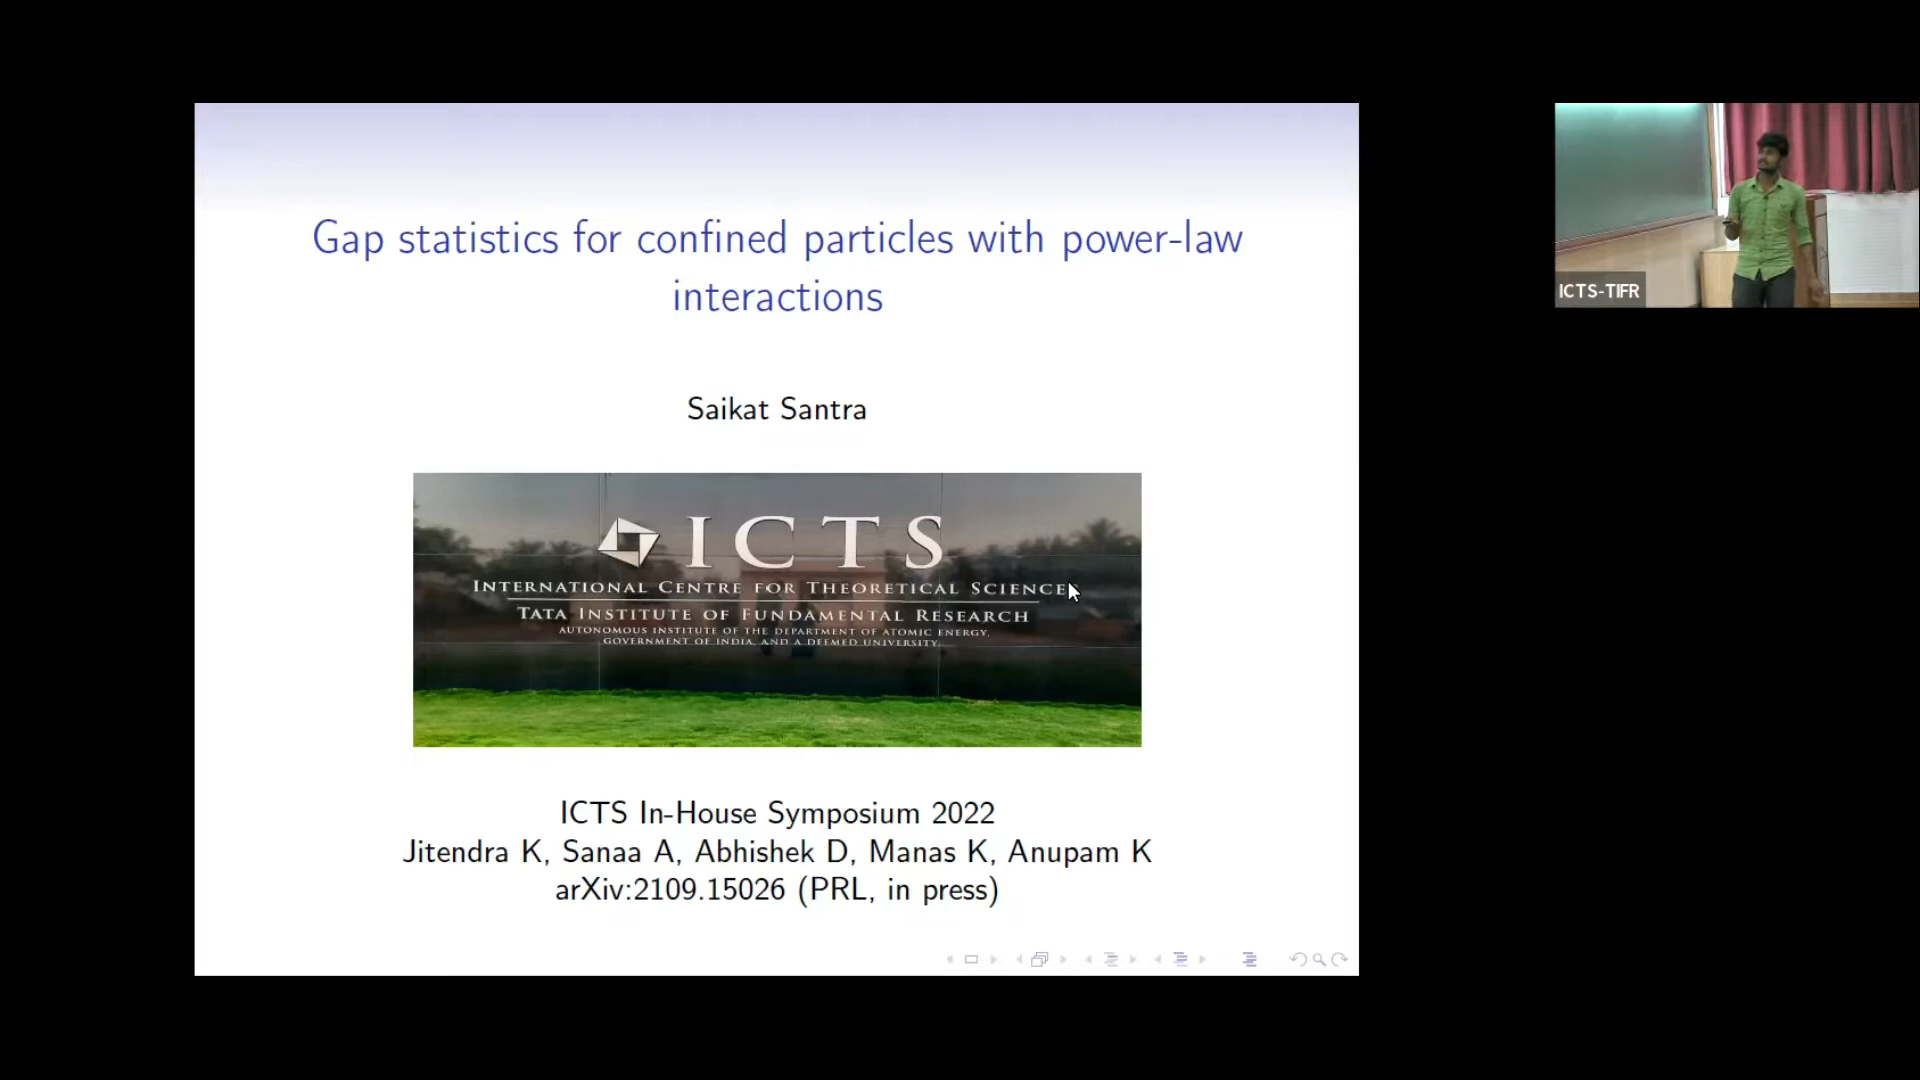 Gap statistics for confined particles with power-law
interactions
Saikat Santra
ICTS
INTERNATIONAL CENTRE FOR THEORETICAL SCIENCES
TATA INSTITUTE OF FUNDAMENTAL RESEARCH
AUTONOMOUS INSTITUTE OF THE DEPARTMENT OF ATOMIC ENERGY,
GOVERNMENT OF INDIA, AND A DEEMED UNIVERSITY
ICTS In-House Symposium 2022
Jitendra K, Sanaa A, Abhishek D, Manas K, Anupam K
arXiv:2109.15026 (PRL, in press)
ICTS-TIFR